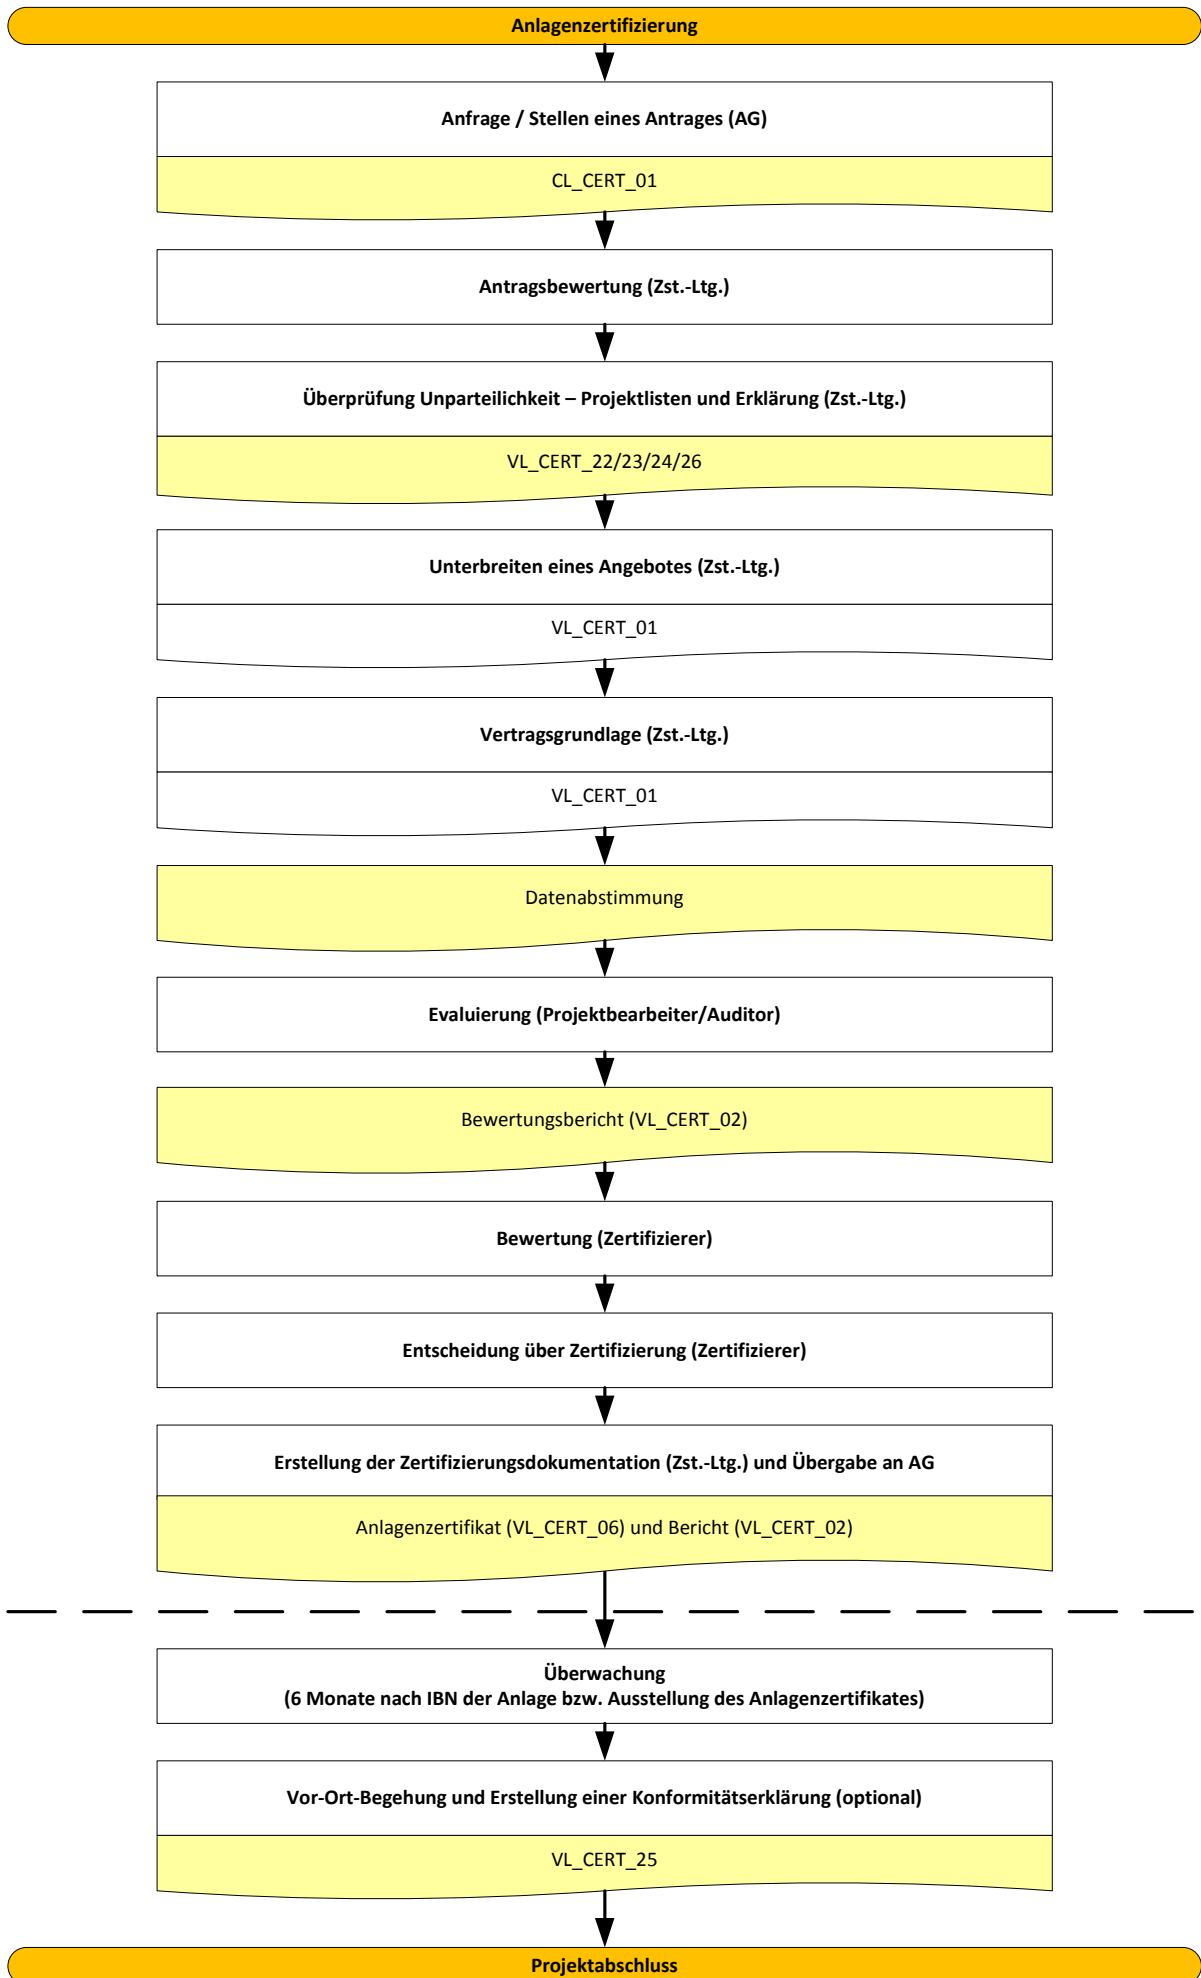 Anlagenzertifizierung
Anfrage / Stellen eines Antrages (AG)
CL_CERT_01
Antragsbewertung (Zst.-Ltg.)
Überprüfung Unparteilichkeit – Projektlisten und Erklärung (Zst.-Ltg.)
VL_CERT_22/23/24/26
Unterbreiten eines Angebotes (Zst.-Ltg.)
VL_CERT_01
Vertragsgrundlage (Zst.-Ltg.)
VL_CERT_01
Datenabstimmung
Evaluierung (Projektbearbeiter/Auditor)
Bewertungsbericht (VL_CERT_02)
Bewertung (Zertifizierer)
Entscheidung über Zertifizierung (Zertifizierer)
Erstellung der Zertifizierungsdokumentation (Zst.-Ltg.) und Übergabe an AG
Anlagenzertifikat (VL_CERT_06) und Bericht (VL_CERT_02)
Überwachung
(6 Monate nach IBN der Anlage bzw. Ausstellung des Anlagenzertifikates)
Vor-Ort-Begehung und Erstellung einer Konformitätserklärung (optional)
VL_CERT_25
Projektabschluss